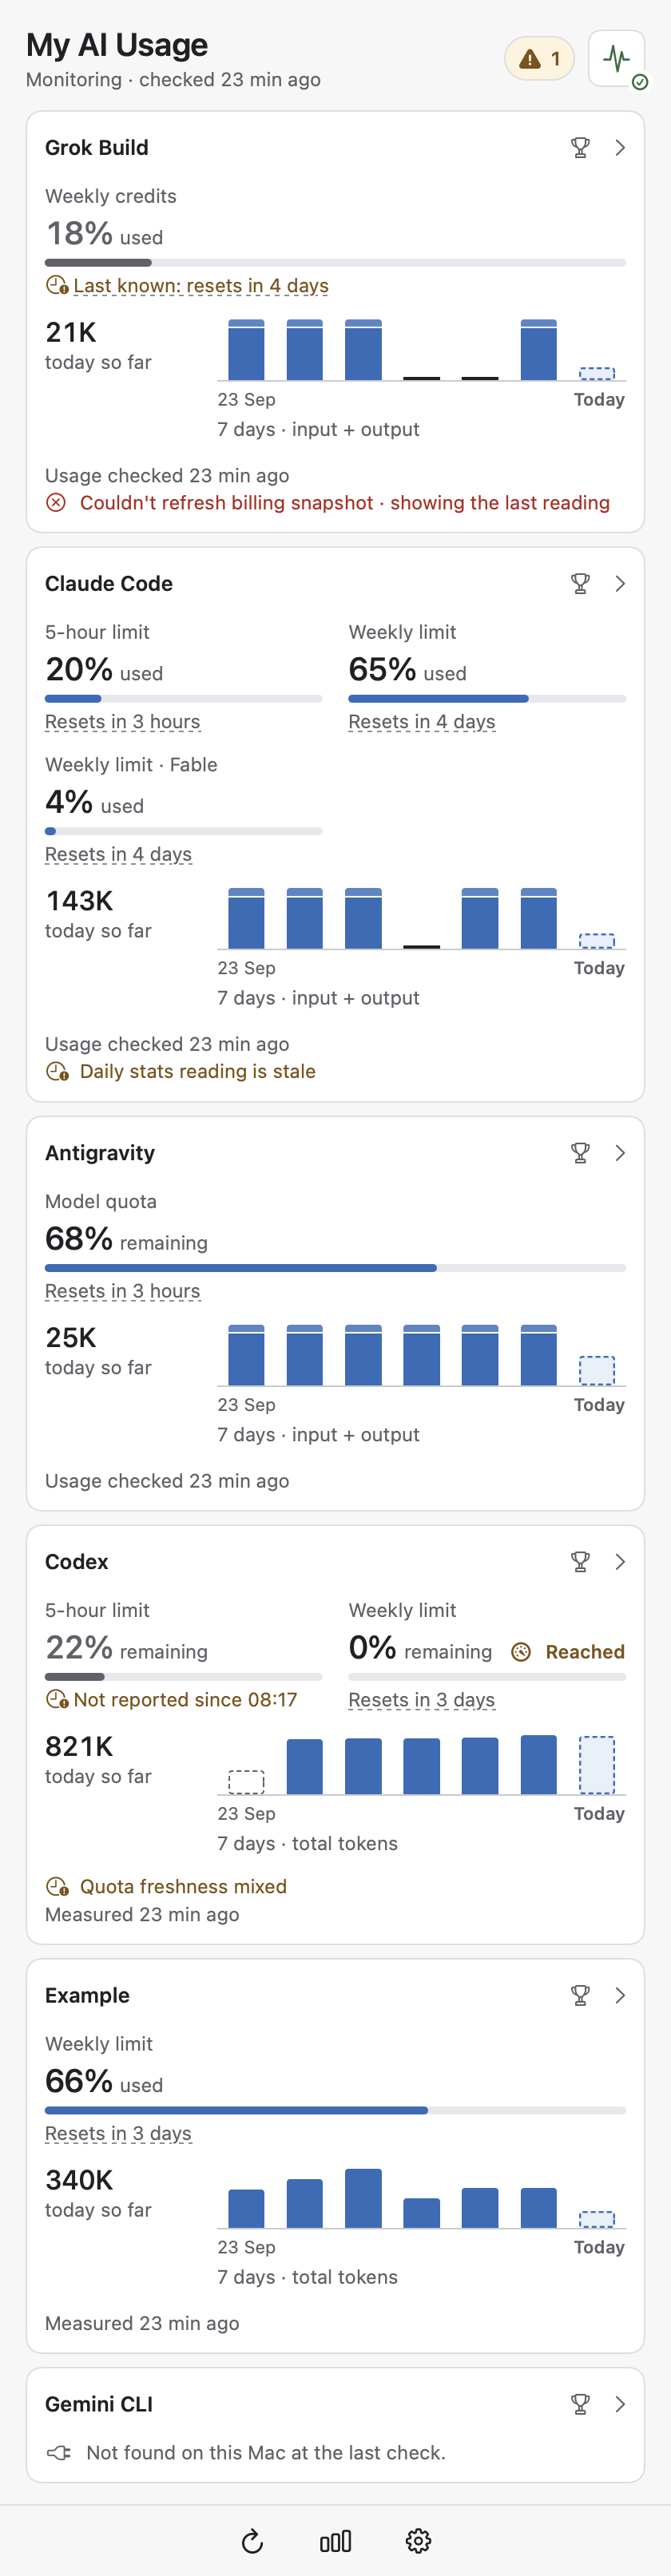 My AI Usage
1
Monitoring · checked 23 min ago
Grok Build
Weekly credits
18% used
Last known: resets in 4 days
21K
today so far
23 Sep
Today
7 days · input + output
Usage checked 23 min ago
Couldn't refresh billing snapshot · showing the last reading
Claude Code
5-hour limit
20% used
Resets in 3 hours
Weekly limit
65% used
Resets in 4 days
Weekly limit · Fable
4% used
Resets in 4 days
143K
today so far
23 Sep
Today
7 days · input + output
Usage checked 23 min ago
Daily stats reading is stale
Antigravity
Model quota
68% remaining
Resets in 3 hours
25K
today so far
23 Sep
Today
7 days · input + output
Usage checked 23 min ago
Codex
5-hour limit
22% remaining
Not reported since 08:17
Weekly limit
0% remaining
Reached
Resets in 3 days
821K
today so far
23 Sep
Today
7 days · total tokens
Quota freshness mixed
Measured 23 min ago
Example
Weekly limit
66% used
Resets in 3 days
340K
today so far
23 Sep
Today
7 days · total tokens
Measured 23 min ago
Gemini CLI
Not found on this Mac at the last check.